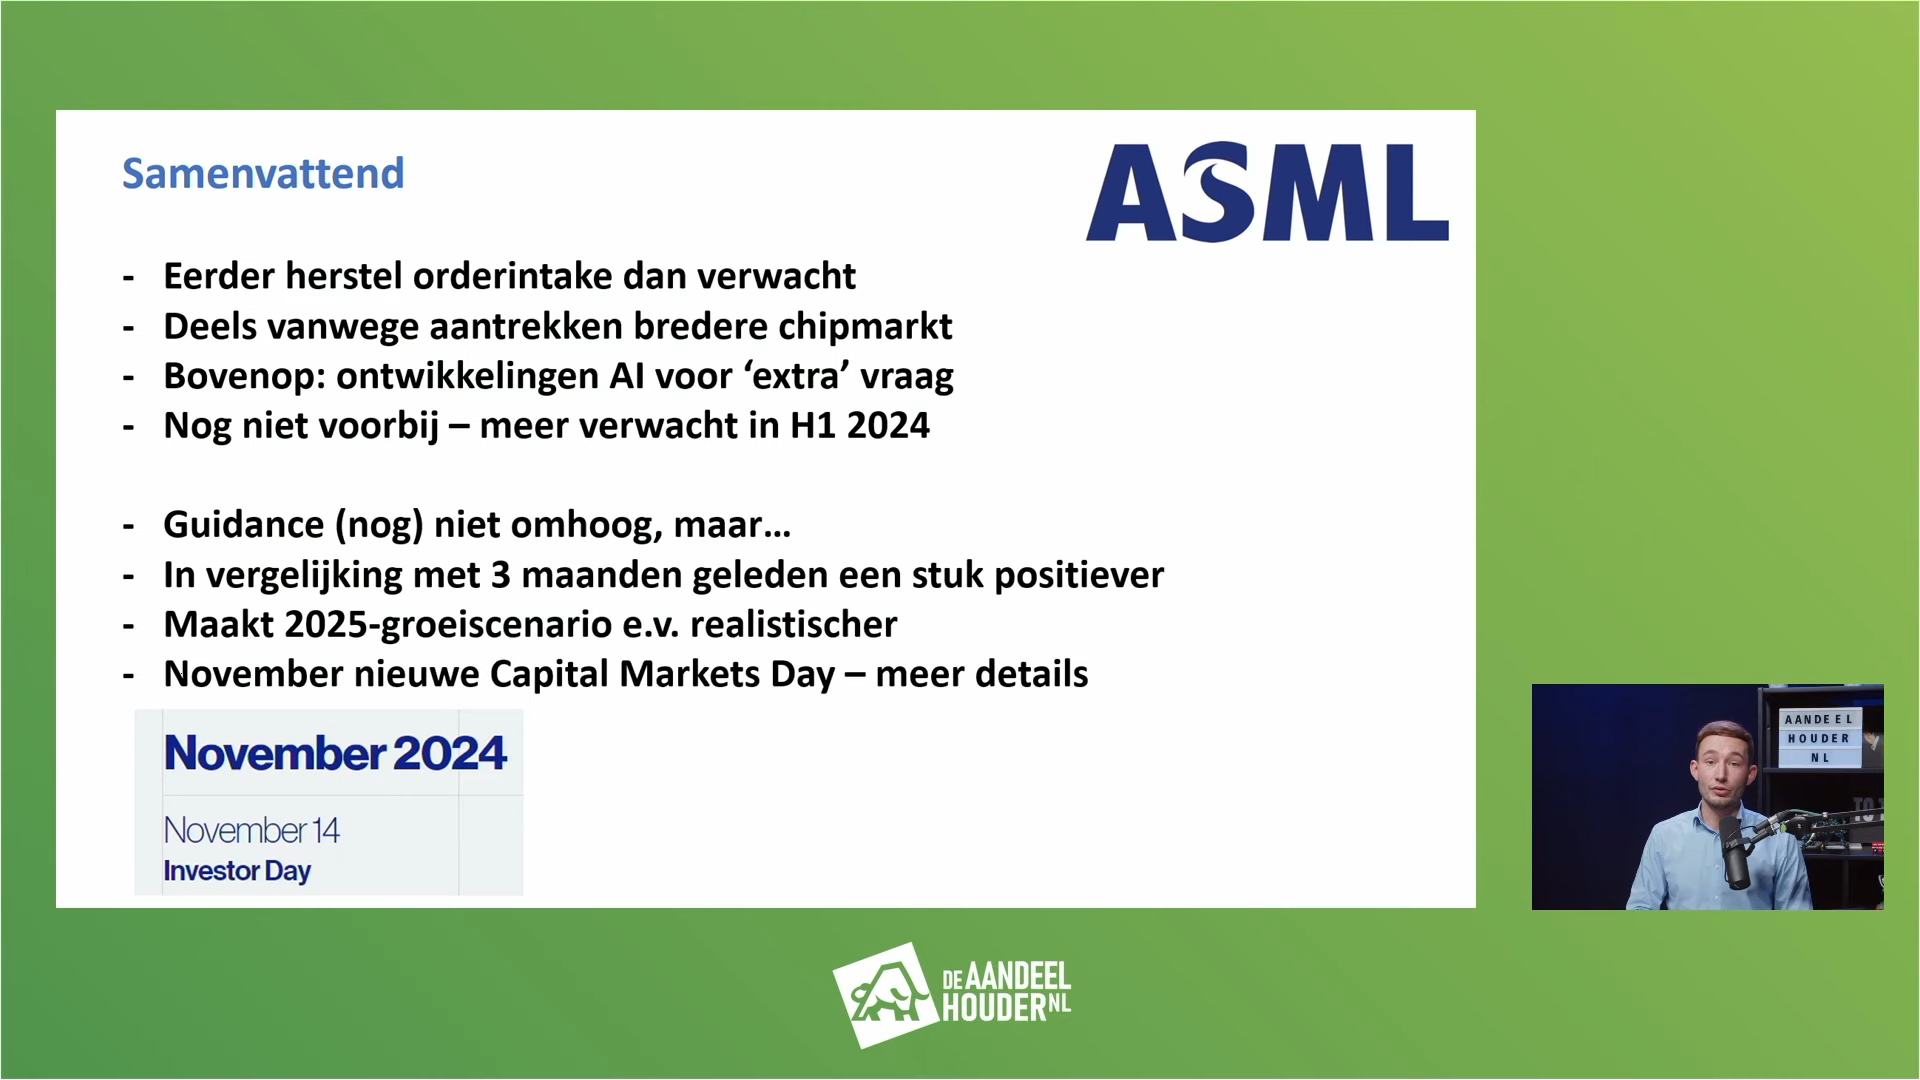 Samenvattend
ASML
- Eerder herstel orderintake dan verwacht
- Deels vanwege aantrekken bredere chipmarkt
- Bovenop: ontwikkelingen AI voor ‘extra’ vraag
- Nog niet voorbij – meer verwacht in H1 2024
- Guidance (nog) niet omhoog, maar…
- In vergelijking met 3 maanden geleden een stuk positiever
- Maakt 2025-groeiscenario e.v. realistischer
- November nieuwe Capital Markets Day – meer details
November 2024
November 14
Investor Day
AANDEEL
HOUDER
NL
DE AANDEEL
HOUDER NL